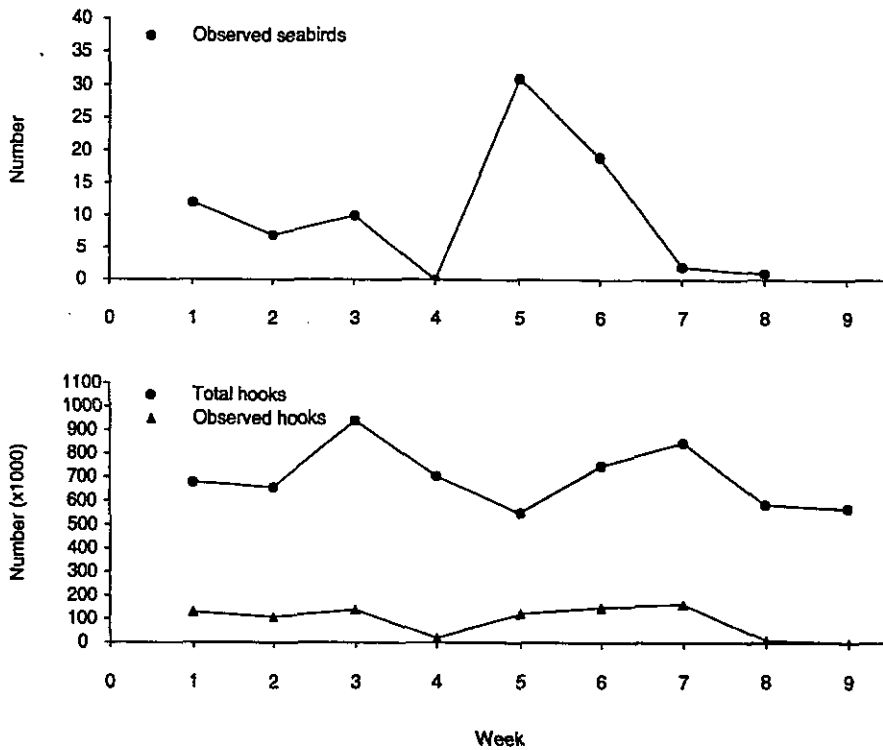 Observed seabirds
Number
40
35
30
25
20
15
10
5
0
0 1 2 3 4 5 6 7 8 9
Total hooks
Observed hooks
Number (x1000)
1100
1000
900
800
700
600
500
400
300
200
100
0
0 1 2 3 4 5 6 7 8 9
Week